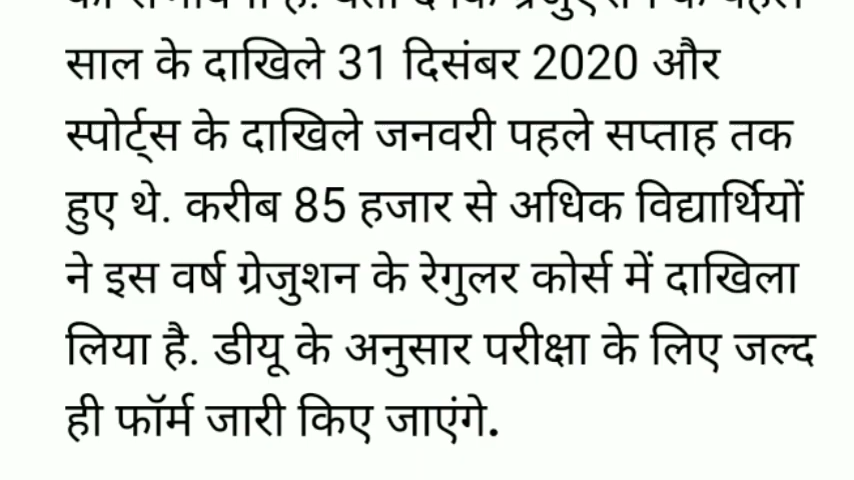 साल के दाखिले 31 दिसंबर 2020 और
स्पोर्ट्स के दाखिले जनवरी पहले सप्ताह तक
हुए थे. करीब 85 हजार से अधिक विद्यार्थियों
ने इस वर्ष ग्रेजुशन के रेगुलर कोर्स में दाखिला
लिया है. डीयू के अनुसार परीक्षा के लिए जल्द
ही फॉर्म जारी किए जाएंगे.